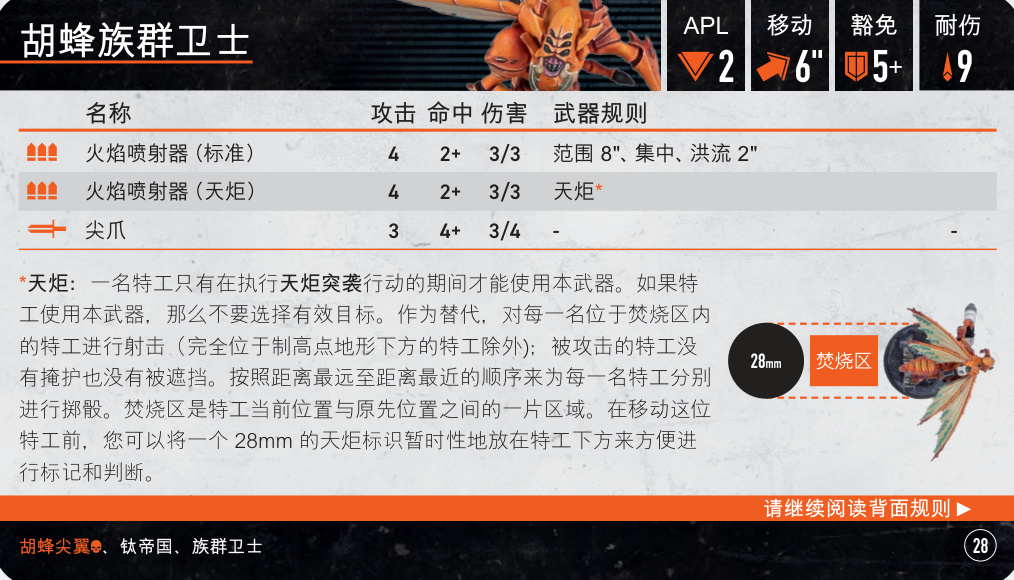 胡蜂族群卫士
APL 移动 豁免 耐伤
2 6" 5+ 9
名称 攻击 命中 伤害 武器规则
火焰喷射器（标准） 4 2+ 3/3 范围 8"、集中、洪流 2"
火焰喷射器（天炬） 4 2+ 3/3 天炬*
尖爪 3 4+ 3/4 - -
*天炬：一名特工只有在执行天炬突袭行动的期间才能使用本武器。如果特
工使用本武器，那么不要选择有效目标。作为替代，对每一名位于焚烧区内
的特工进行射击（完全位于制高点地形下方的特工除外)；被攻击的特工没
有掩护也没有被遮挡。按照距离最远至距离最近的顺序来为每一名特工分别
进行掷骰。焚烧区是特工当前位置与原先位置之间的一片区域。在移动这位
特工前，您可以将一个 28mm 的天炬标识暂时性地放在特工下方来方便进
行标记和判断。
28mm 焚烧区
请继续阅读背面规则 ▶
胡蜂尖翼、钛帝国、族群卫士 28